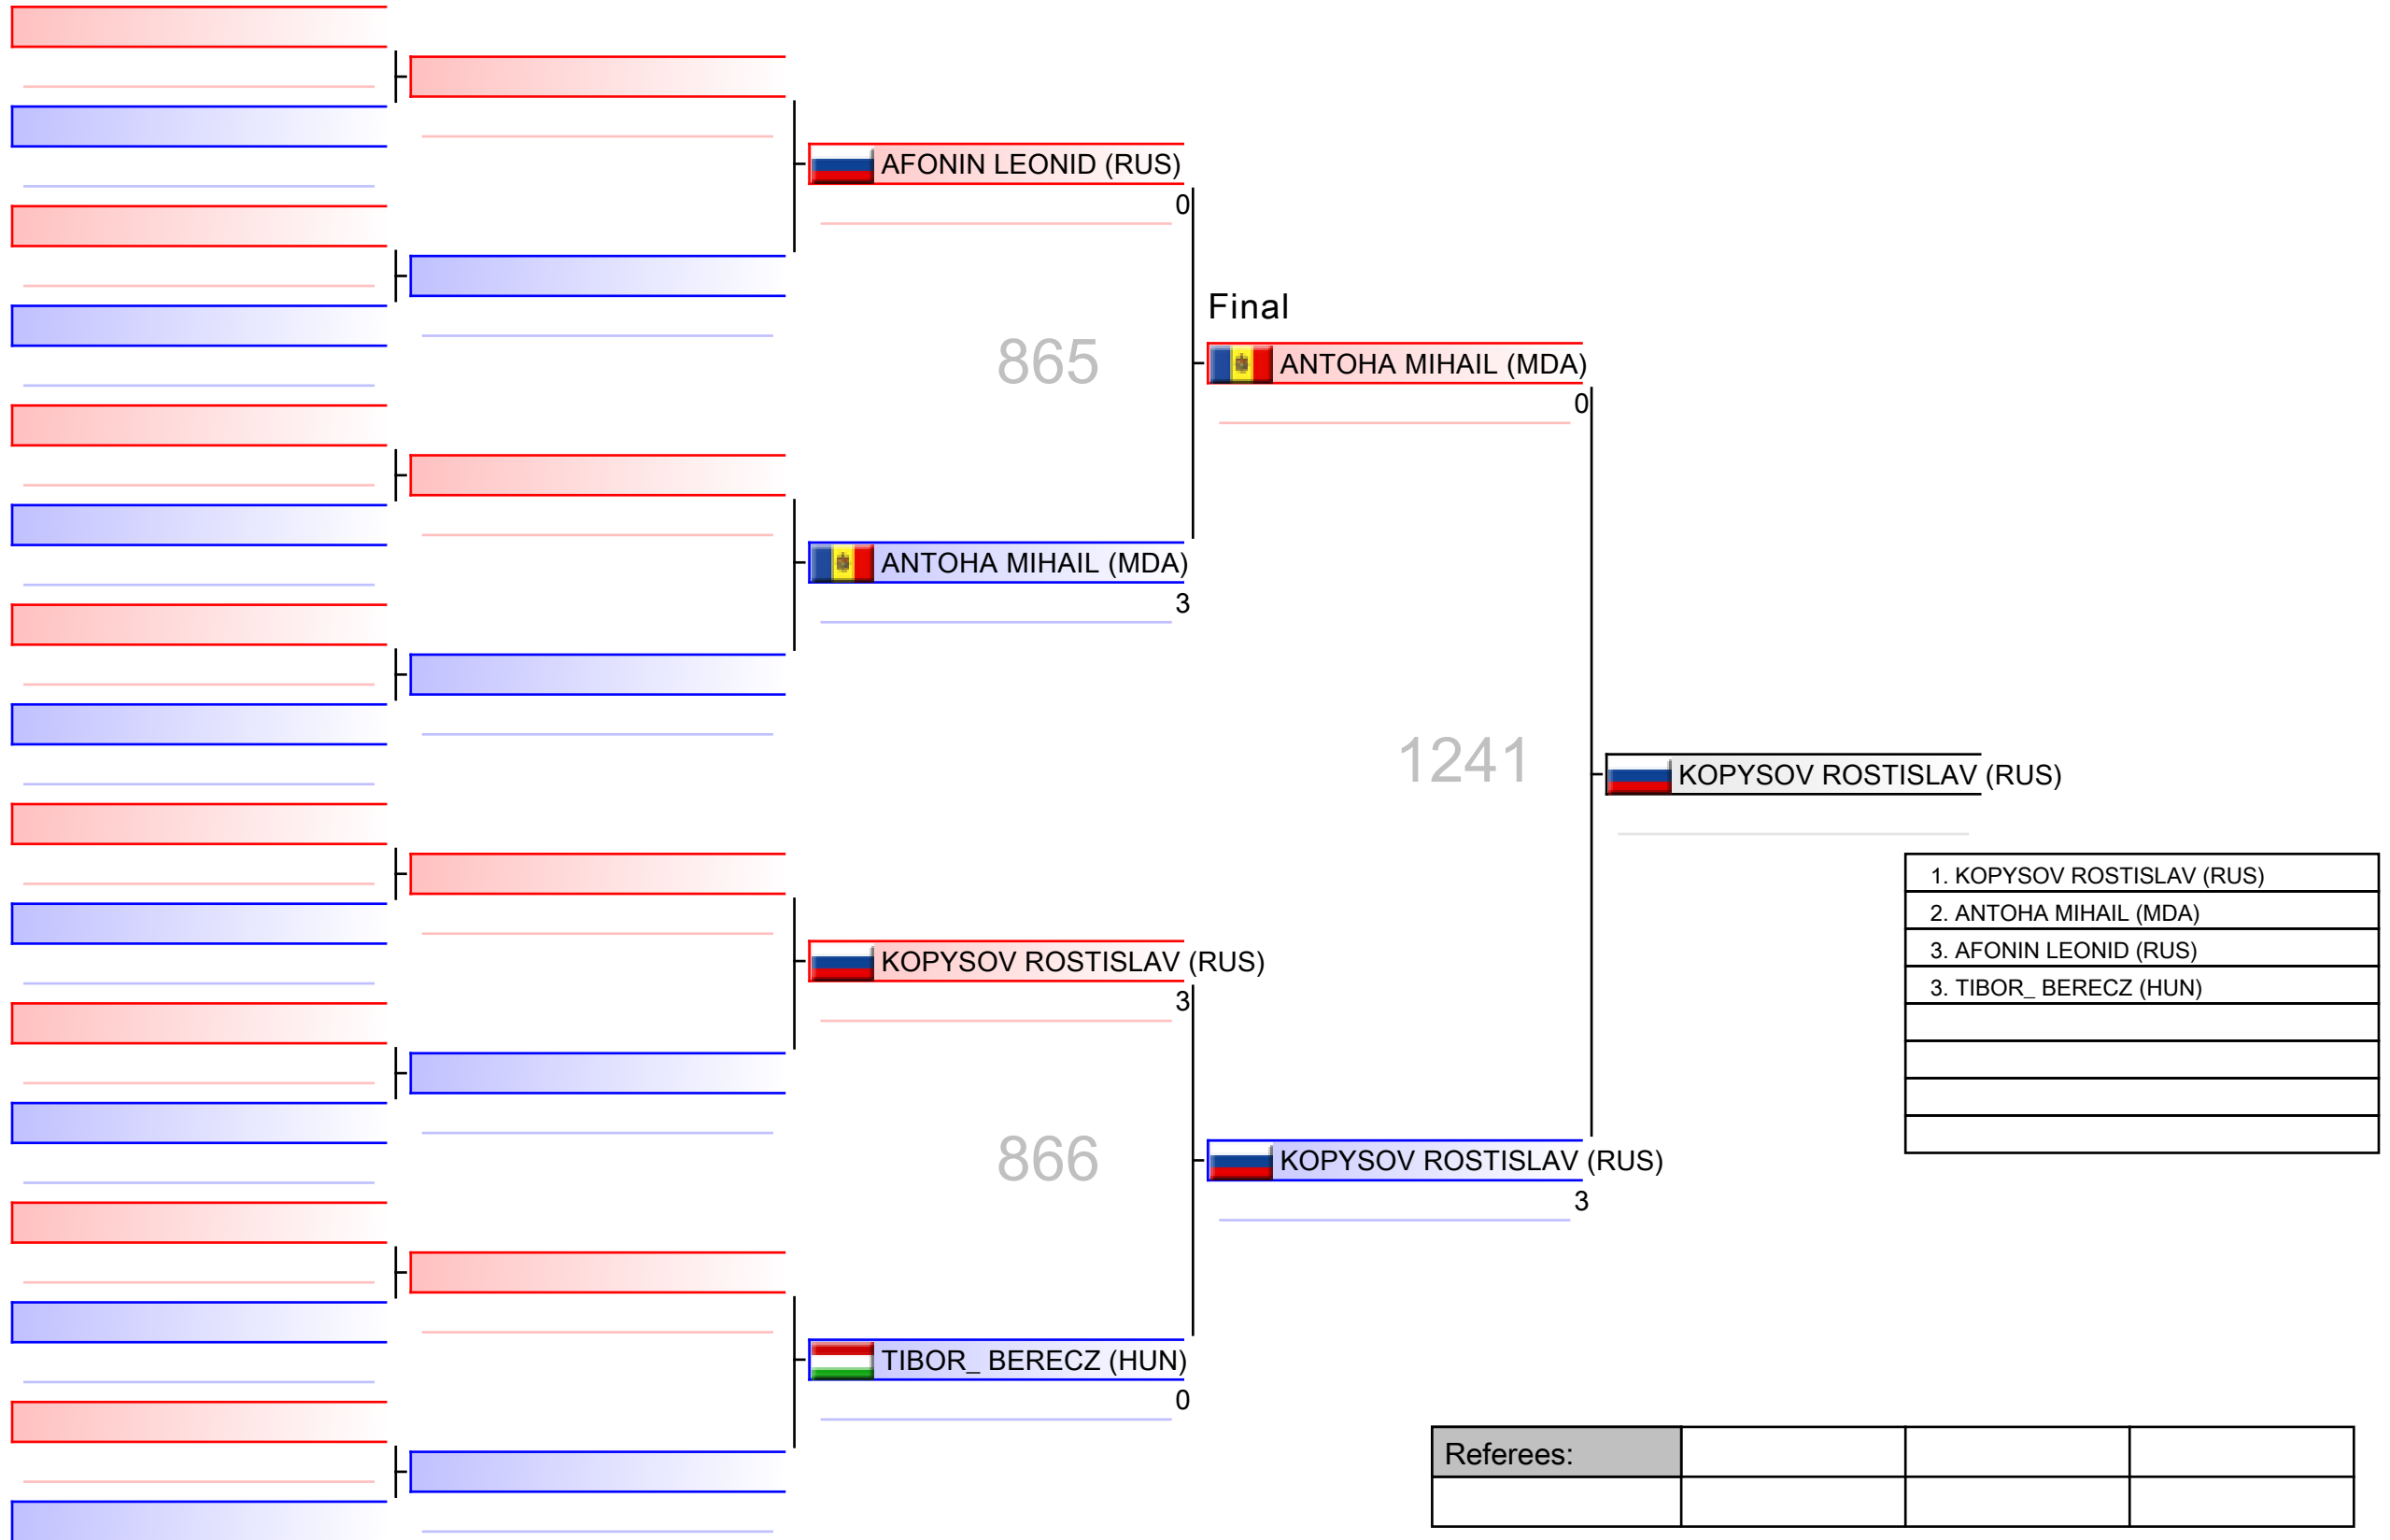 AFONIN LEONID (RUS)
0
865
ANTOHA MIHAIL (MDA)
3
KOPYSOV ROSTISLAV (RUS)
3
866
TIBOR_ BERECZ (HUN)
0
Final
ANTOHA MIHAIL (MDA)
0
1241
KOPYSOV ROSTISLAV (RUS)
3
KOPYSOV ROSTISLAV (RUS)
1. KOPYSOV ROSTISLAV (RUS)
2. ANTOHA MIHAIL (MDA)
3. AFONIN LEONID (RUS)
3. TIBOR_ BERECZ (HUN)
Referees: